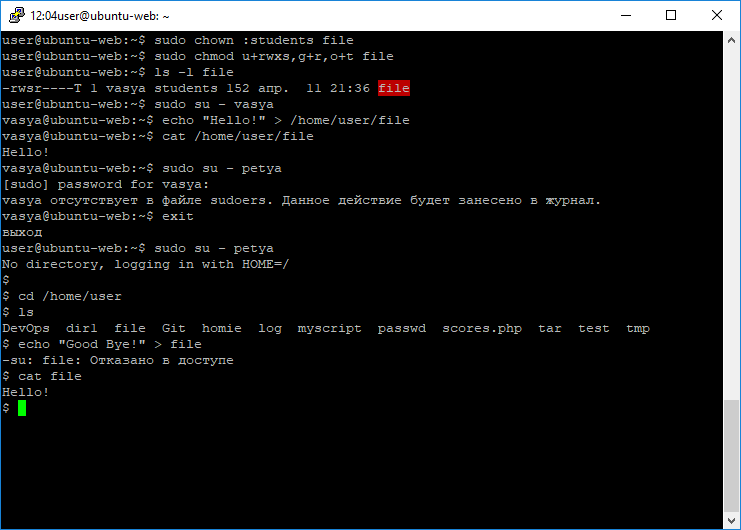 12:04user@ubuntu-web: ~
user@ubuntu-web:~$ sudo chown :students file
user@ubuntu-web:~$ sudo chmod u+rwxs,g+r,o+t file
user@ubuntu-web:~$ ls -l file
-rwsr----T 1 vasya students 152 апр.  11 21:36 file
user@ubuntu-web:~$ sudo su - vasya
vasya@ubuntu-web:~$ echo "Hello!" > /home/user/file
vasya@ubuntu-web:~$ cat /home/user/file
Hello!
vasya@ubuntu-web:~$ sudo su - petya
[sudo] password for vasya:
vasya отсутствует в файле sudoers. Данное действие будет занесено в журнал.
vasya@ubuntu-web:~$ exit
выход
user@ubuntu-web:~$ sudo su - petya
No directory, logging in with HOME=/
$
$ cd /home/user
$ ls
DevOps  dir1  file  Git  homie  log  myscript  passwd  scores.php  tar  test  tmp
$ echo "Good Bye!" > file
-su: file: Отказано в доступе
$ cat file
Hello!
$